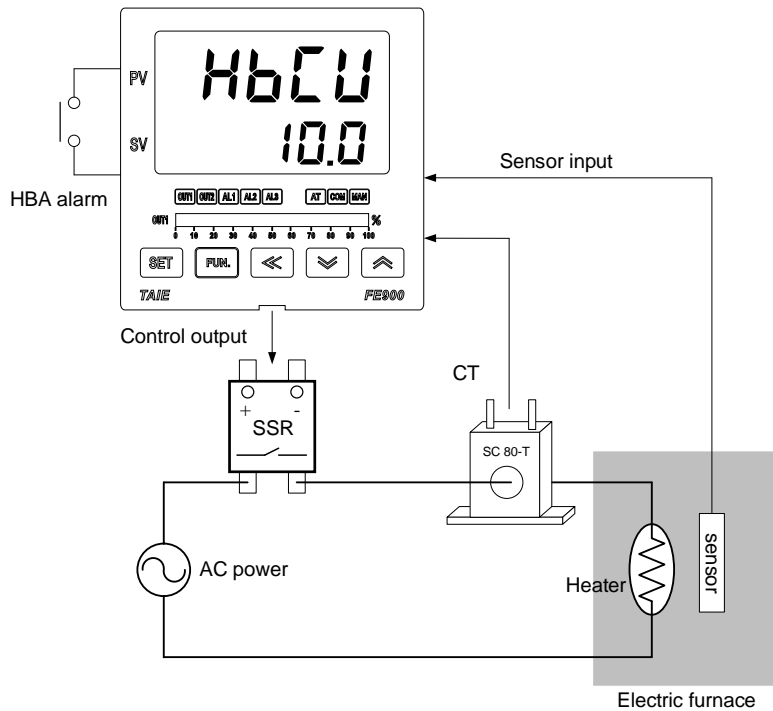 PV
HbCU
SV
10.0
HBA alarm
OUT1 OUT2 AL1 AL2 AL3 AT COM MAN
OUT1 %
0 10 20 30 40 50 60 70 80 90 100
SET FUN.
TAIE FE900
Sensor input
Control output
CT
+ -
SSR
SC 80-T
AC power
Heater
sensor
Electric furnace